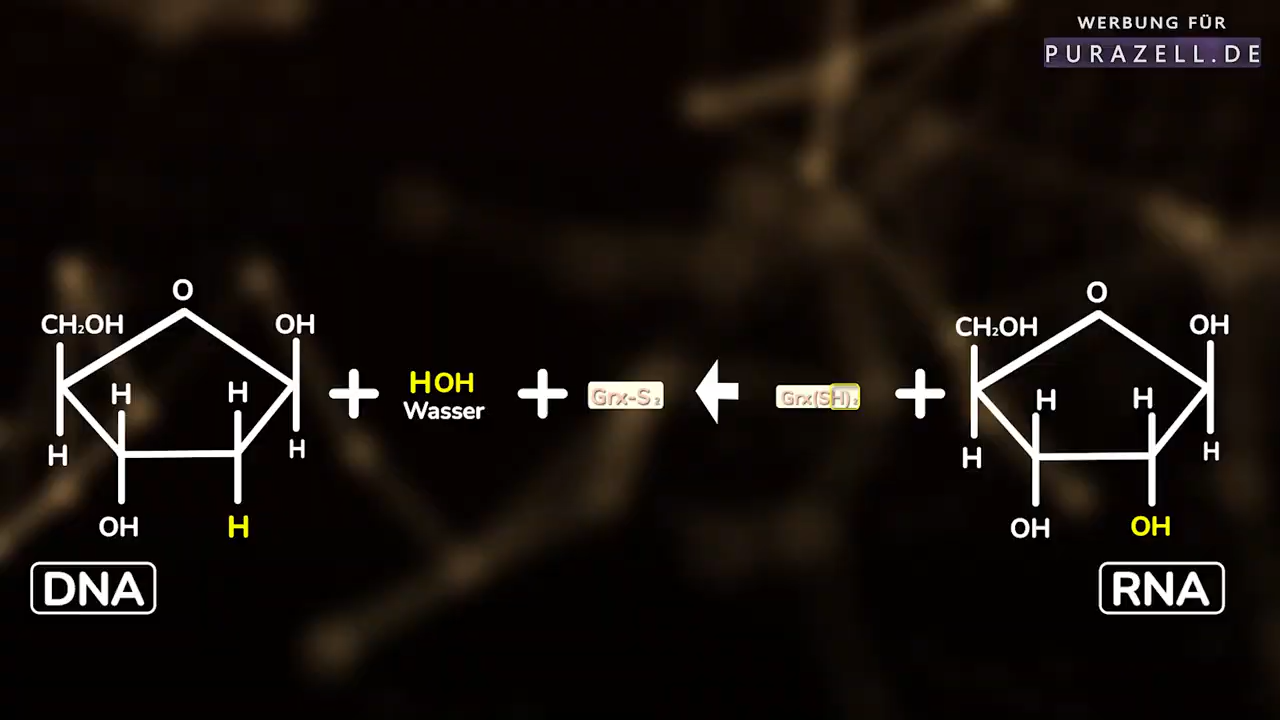 WERBUNG FÜR
PURAZELL.DE
O
CH₂OH
OH
H
H
H
H
OH
H
DNA
+
HOH
Wasser
+
Grx-S₂
Grx(SH)₂
+
O
CH₂OH
OH
H
H
H
H
OH
OH
RNA